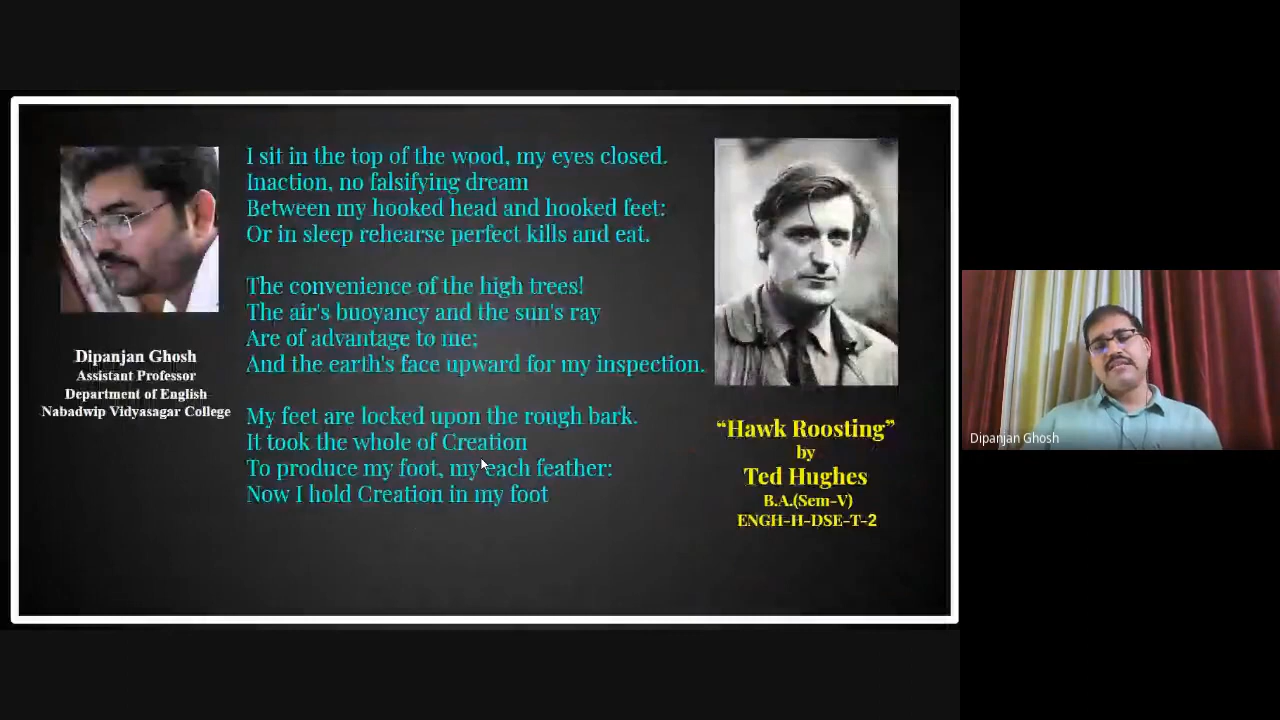 I sit in the top of the wood, my eyes closed.
Inaction, no falsifying dream
Between my hooked head and hooked feet:
Or in sleep rehearse perfect kills and eat.
The convenience of the high trees!
The air's buoyancy and the sun's ray
Are of advantage to me;
And the earth's face upward for my inspection.
My feet are locked upon the rough bark.
It took the whole of Creation
To produce my foot, my each feather:
Now I hold Creation in my foot
Dipanjan Ghosh
Assistant Professor
Department of English
Nabadwip Vidyasagar College
“Hawk Roosting”
by
Ted Hughes
B.A.(Sem-V)
ENGH-H-DSE-T-2
Dipanjan Ghosh